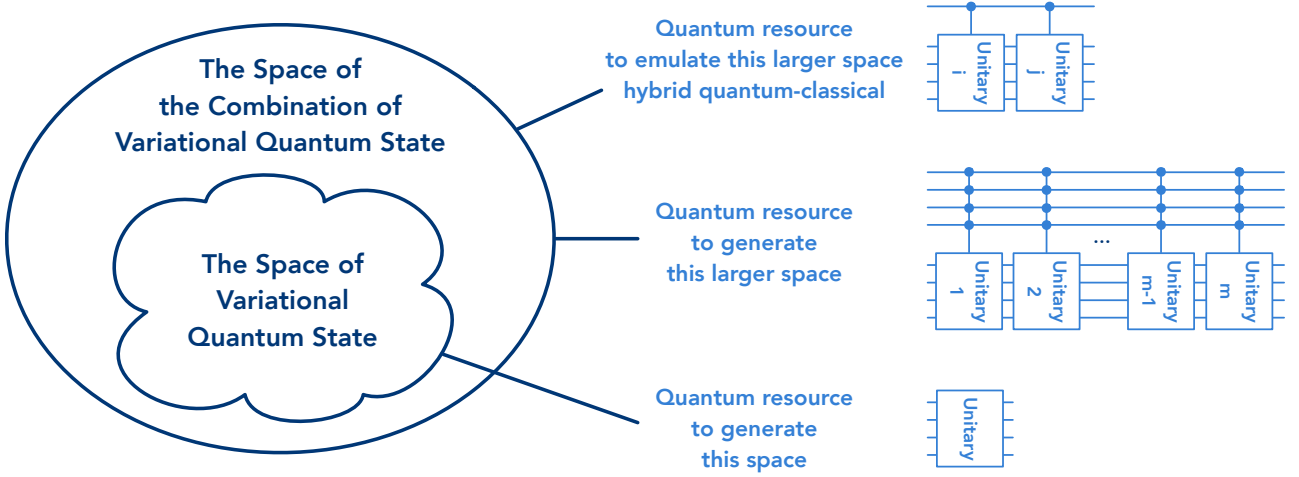 The Space of
the Combination of
Variational Quantum State
The Space of
Variational
Quantum State
Quantum resource
to emulate this larger space
hybrid quantum-classical
Unitary
i
Unitary
j
Quantum resource
to generate
this larger space
Unitary
1
Unitary
2
...
Unitary
m-1
Unitary
m
Quantum resource
to generate
this space
Unitary